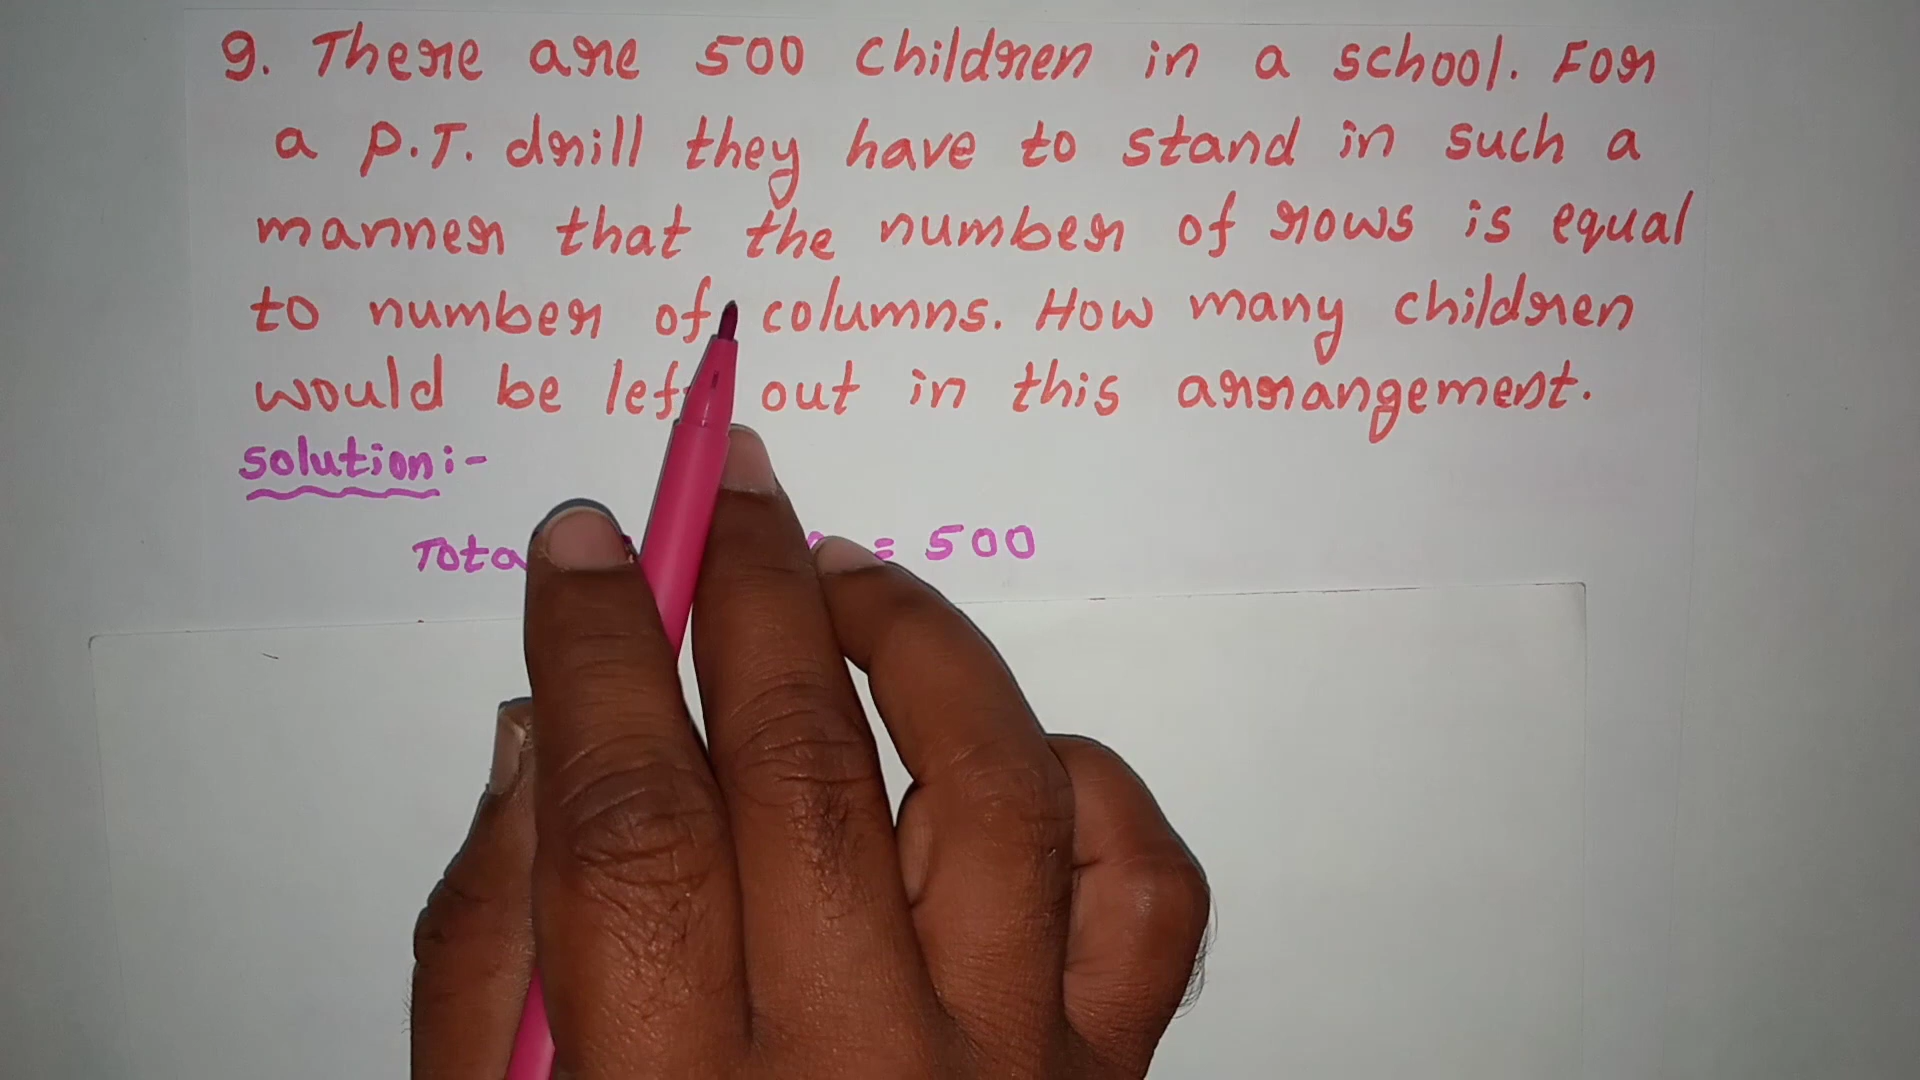 9. There are 500 children in a school. For
a P.T. drill they have to stand in such a
manner that the number of rows is equal
to number of columns. How many children
would be left out in this arrangement.
Solution:-
= 500